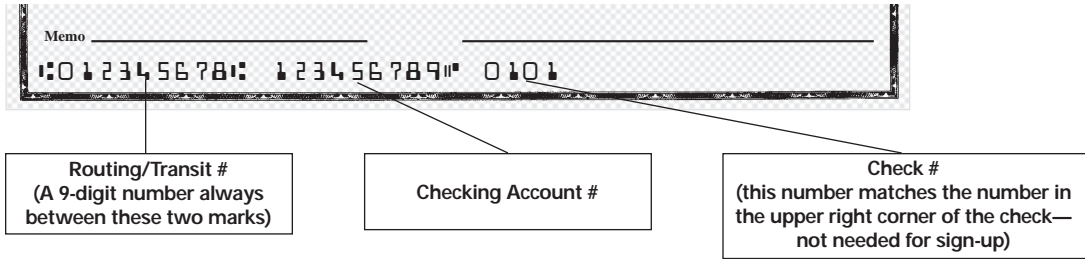 Memo
⑆012345678⑆ 123456789⑈ 0101
Routing/Transit #
(A 9-digit number always
between these two marks)
Checking Account #
Check #
(this number matches the number in
the upper right corner of the check—
not needed for sign-up)